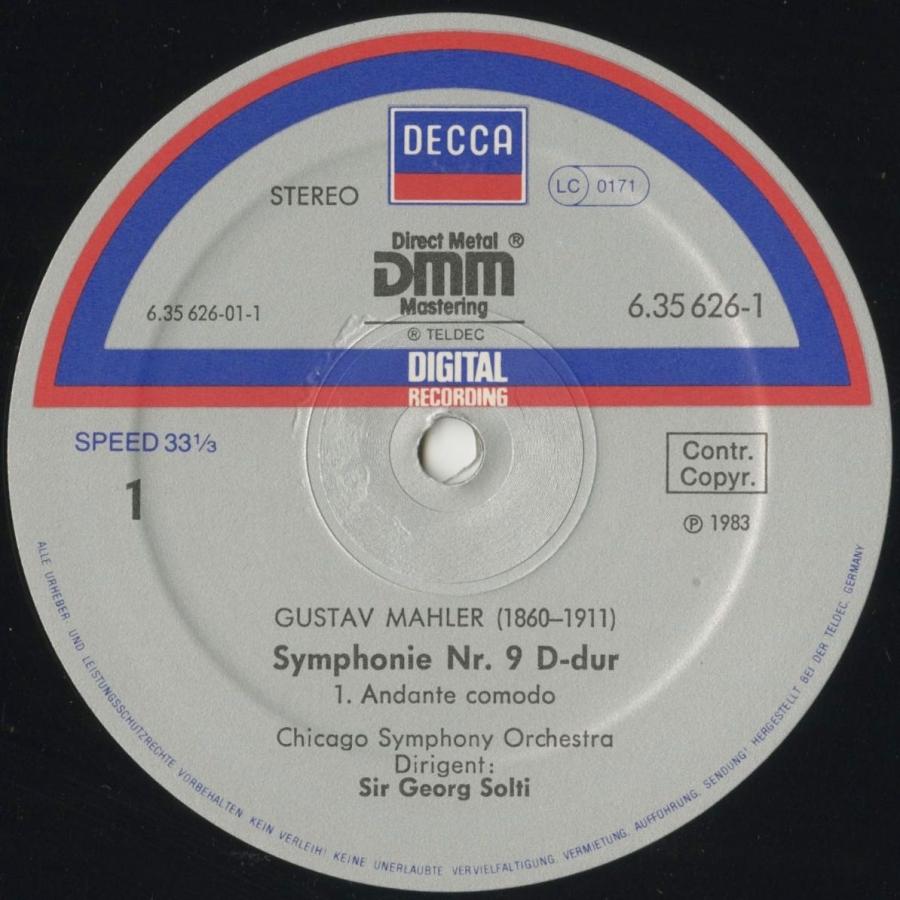 DECCA
STEREO
LC 0171
Direct Metal ®
DMM
Mastering
6.35 626-01-1
6.35 626-1
® TELDEC
DIGITAL
RECORDING
SPEED 33⅓
Contr.
Copyr.
1
℗ 1983
GUSTAV MAHLER (1860–1911)
Symphonie Nr. 9 D-dur
1. Andante comodo
Chicago Symphony Orchestra
Dirigent:
Sir Georg Solti
ALLE URHEBER- UND LEISTUNGSSCHUTZRECHTE VORBEHALTEN. KEIN VERLEIH! KEINE UNERLAUBTE VERVIELFÄLTIGUNG, VERMIETUNG, AUFFÜHRUNG, SENDUNG! HERGESTELLT BEI DER TELDEC, GERMANY